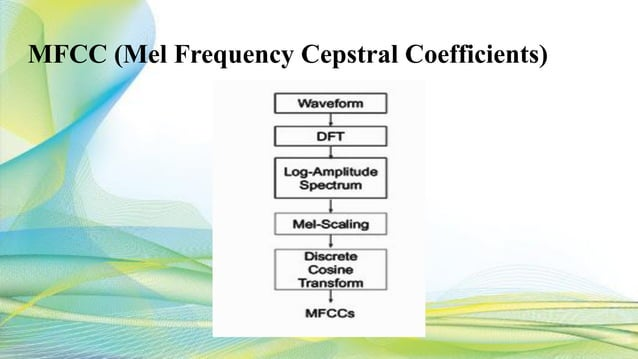 MFCC (Mel Frequency Cepstral Coefficients)
Waveform
DFT
Log-Amplitude
Spectrum
Mel-Scaling
Discrete
Cosine
Transform
MFCCs